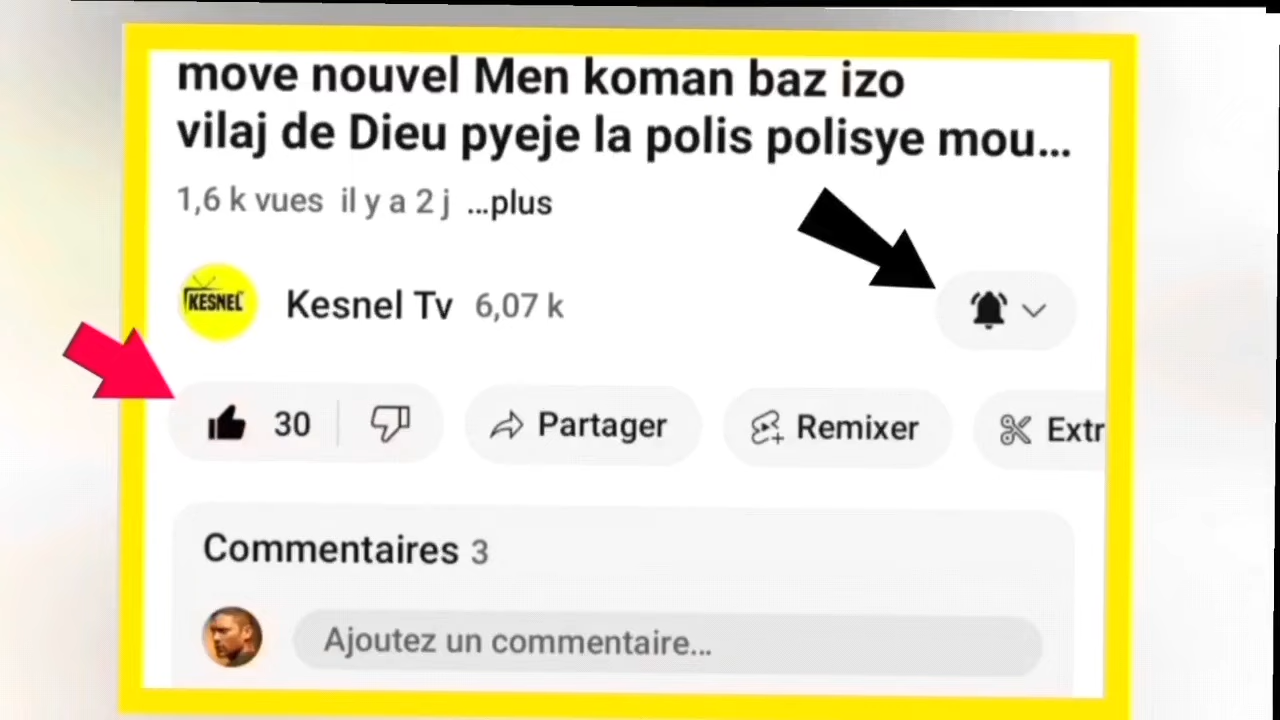 move nouvel Men koman baz izo
vilaj de Dieu pyeje la polis polisye mou...
1,6 k vues il y a 2 j ...plus
KESNEL
Kesnel Tv 6,07 k
30 Partager Remixer Extr
Commentaires 3
Ajoutez un commentaire...